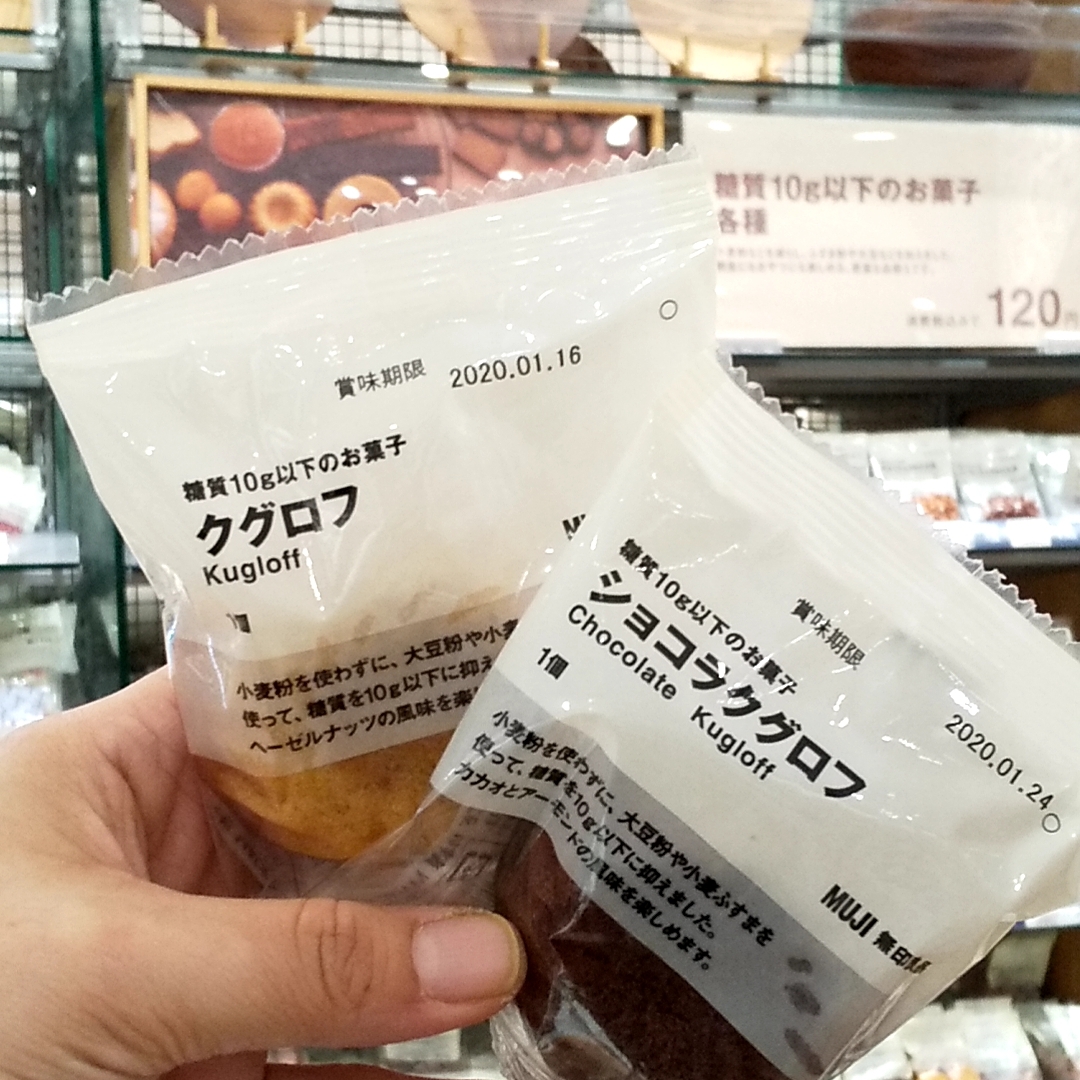 糖質10g以下のお菓子
各種
120円
賞味期限 2020.01.16
糖質10g以下のお菓子
クグロフ
Kugloff
小麦粉を使わずに、大豆粉や小麦
使って、糖質を10g以下に抑え
ヘーゼルナッツの風味を楽
賞味期限
2020.01.24
糖質10g以下のお菓子
ショコラクグロフ
Chocolate Kugloff
1個
小麦粉を使わずに、大豆粉や小麦ふすまを
使って、糖質を10g以下に抑えました。
カカオとアーモンドの風味を楽しめます。
MUJI 無印良品